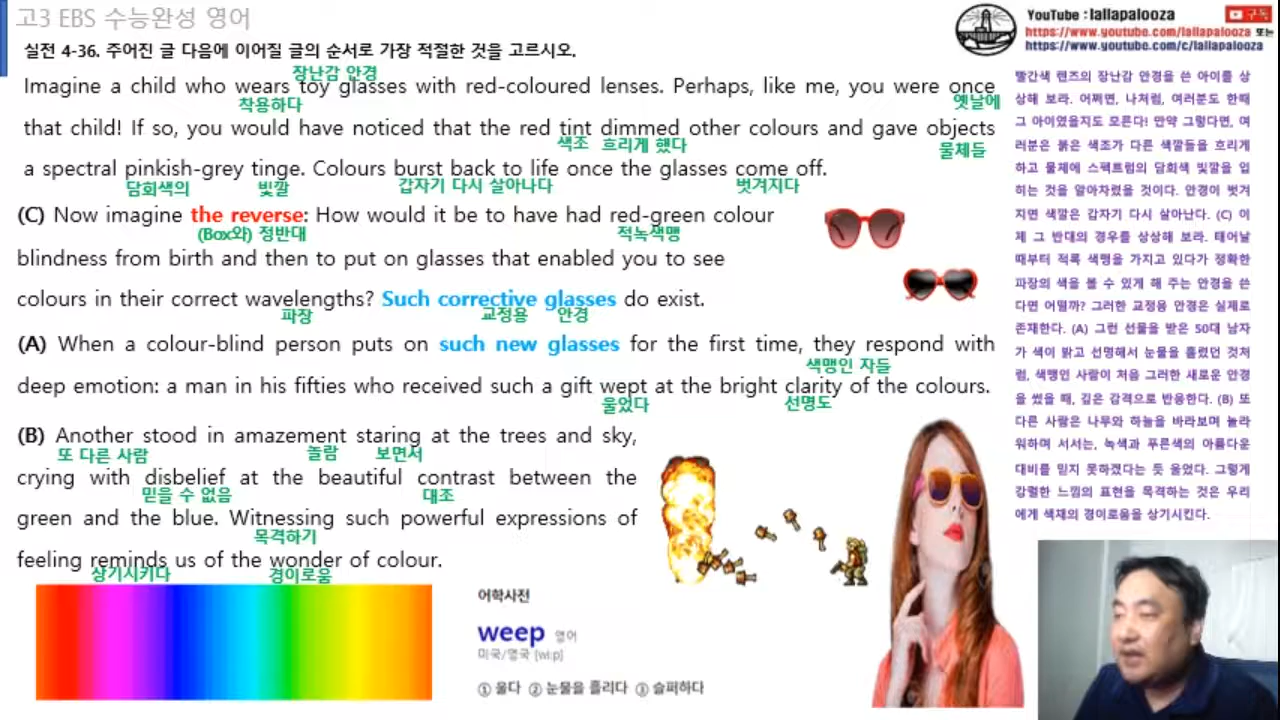 고3 EBS 수능완성 영어
YouTube : lallapalooza
구독
https://www.youtube.com/lallapalooza 또는
https://www.youtube.com/c/lallapalooza
실전 4-36. 주어진 글 다음에 이어질 글의 순서로 가장 적절한 것을 고르시오.
장난감 안경
Imagine a child who wears toy glasses with red-coloured lenses. Perhaps, like me, you were once
착용하다 옛날에
that child! If so, you would have noticed that the red tint dimmed other colours and gave objects
색조 흐리게 했다 물체들
a spectral pinkish-grey tinge. Colours burst back to life once the glasses come off.
담회색의 빛깔 갑자기 다시 살아나다 벗겨지다
(C) Now imagine the reverse: How would it be to have had red-green colour
(Box와) 정반대 적녹색맹
blindness from birth and then to put on glasses that enabled you to see
colours in their correct wavelengths? Such corrective glasses do exist.
파장 교정용 안경
(A) When a colour-blind person puts on such new glasses for the first time, they respond with
색맹인 자들
deep emotion: a man in his fifties who received such a gift wept at the bright clarity of the colours.
울었다 선명도
(B) Another stood in amazement staring at the trees and sky,
또 다른 사람 놀람 보면서
crying with disbelief at the beautiful contrast between the
믿을 수 없음 대조
green and the blue. Witnessing such powerful expressions of
목격하기
feeling reminds us of the wonder of colour.
상기시키다 경이로움
어학사전
weep 영어
미국/영국 [wi:p]
① 울다 ② 눈물을 흘리다 ③ 슬퍼하다
빨간색 렌즈의 장난감 안경을 쓴 아이를 상
상해 보라. 어쩌면, 나처럼, 여러분도 한때
그 아이였을지도 모른다! 만약 그렇다면, 여
러분은 붉은 색조가 다른 색깔들을 흐리게
하고 물체에 스펙트럼의 담회색 빛깔을 입
히는 것을 알아차렸을 것이다. 안경이 벗겨
지면 색깔은 갑자기 다시 살아난다. (C) 이
제 그 반대의 경우를 상상해 보라. 태어날
때부터 적록 색맹을 가지고 있다가 정확한
파장의 색을 볼 수 있게 해 주는 안경을 쓴
다면 어떨까? 그러한 교정용 안경은 실제로
존재한다. (A) 그런 선물을 받은 50대 남자
가 색이 밝고 선명해서 눈물을 흘렸던 것처
럼, 색맹인 사람이 처음 그러한 새로운 안경
을 썼을 때, 깊은 감격으로 반응한다. (B) 또
다른 사람은 나무와 하늘을 바라보며 놀라
워하며 서서는, 녹색과 푸른색의 아름다운
대비를 믿지 못하겠다는 듯 울었다. 그렇게
강렬한 느낌의 표현을 목격하는 것은 우리
에게 색채의 경이로움을 상기시킨다.